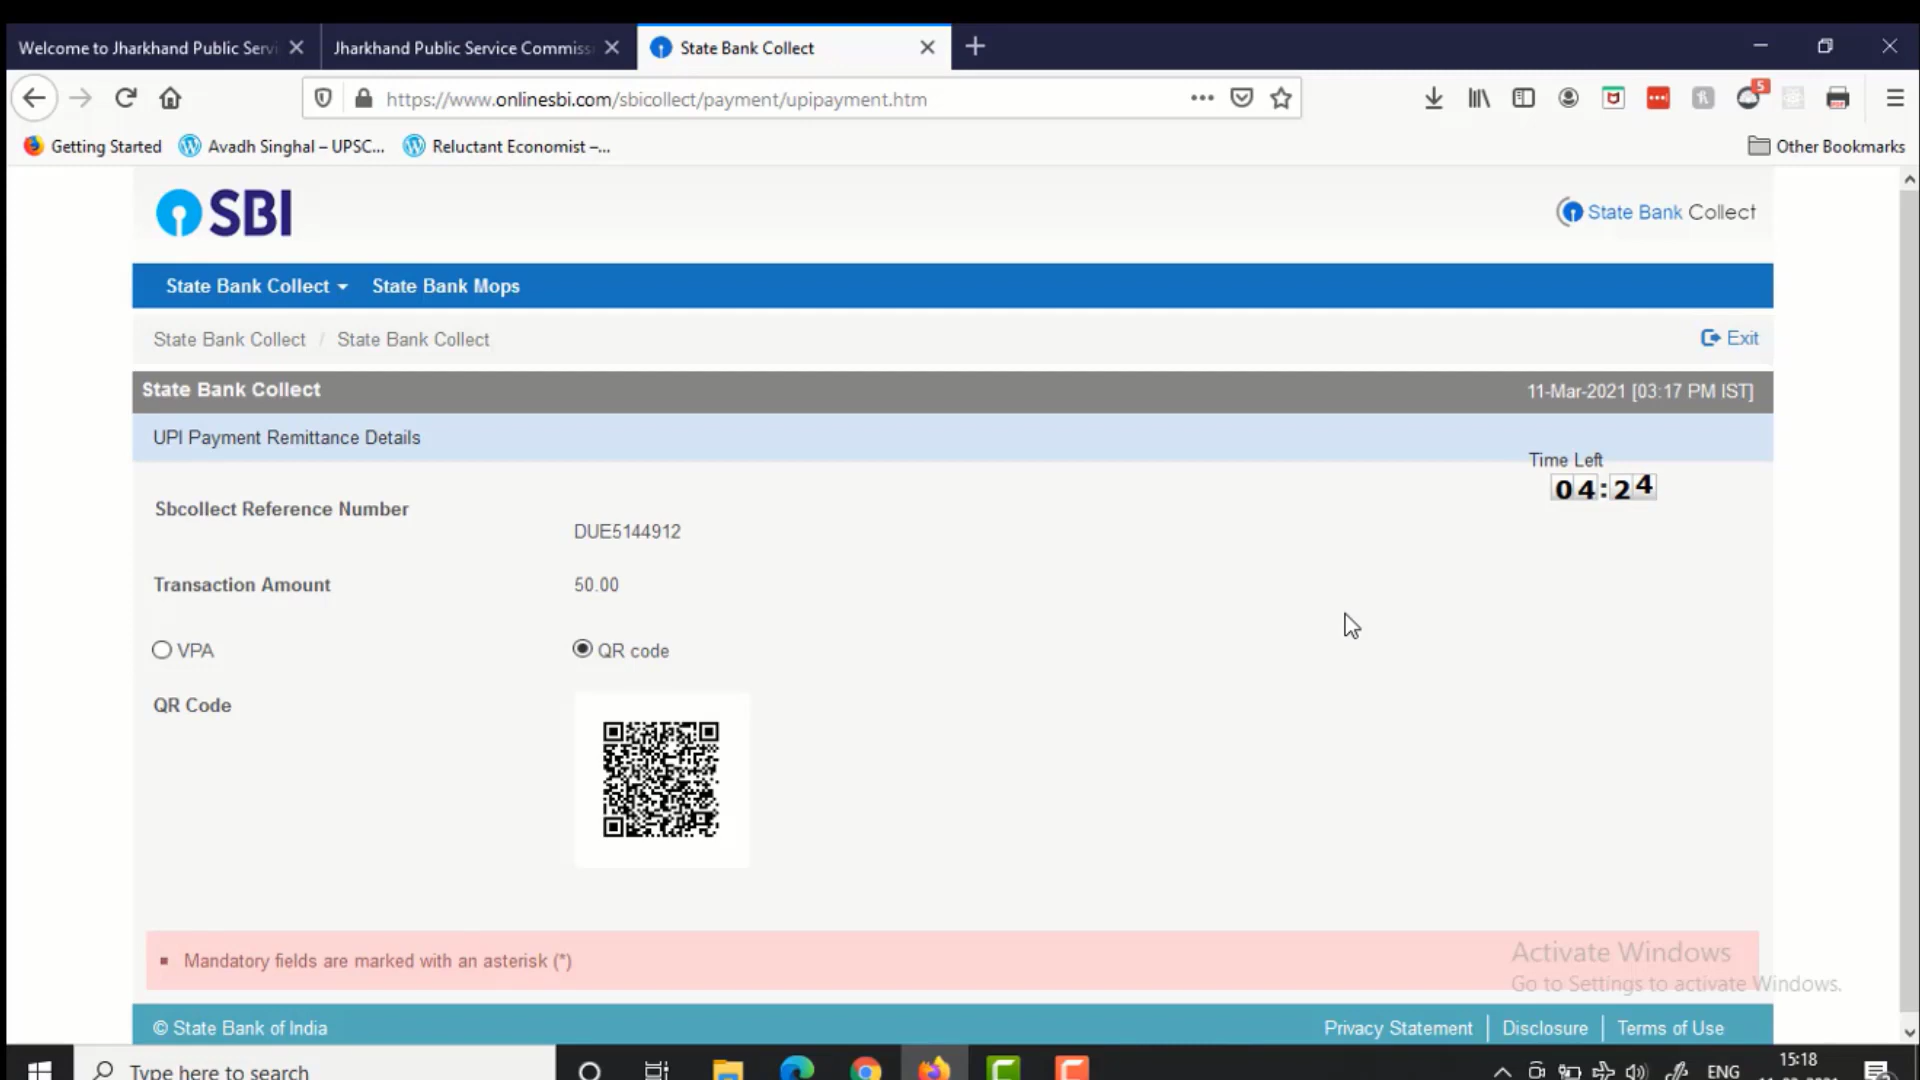 Welcome to Jharkhand Public Servi
Jharkhand Public Service Commiss
State Bank Collect
https://www.onlinesbi.com/sbicollect/payment/upipayment.htm
5
Getting Started
Avadh Singhal – UPSC...
Reluctant Economist –...
Other Bookmarks
SBI
State Bank Collect
State Bank Collect
State Bank Mops
State Bank Collect / State Bank Collect
Exit
State Bank Collect
11-Mar-2021 [03:17 PM IST]
UPI Payment Remittance Details
Time Left
04:24
Sbcollect Reference Number
DUE5144912
Transaction Amount
50.00
VPA
QR code
QR Code
Mandatory fields are marked with an asterisk (*)
Activate Windows
Go to Settings to activate Windows.
© State Bank of India
Privacy Statement
Disclosure
Terms of Use
Type here to search
ENG
15:18